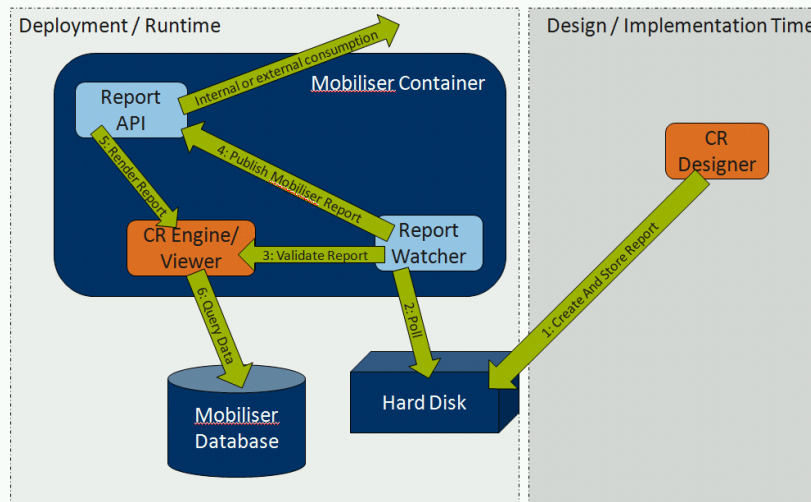 Deployment / Runtime
Design / Implementation Time
Internal or external consumption
Mobiliser Container
Report
API
CR
Designer
4: Publish Mobiliser Report
5: Render Report
CR Engine/
Viewer
3: Validate Report
Report
Watcher
1: Create And Store Report
6: Query Data
2: Poll
Mobiliser
Database
Hard Disk